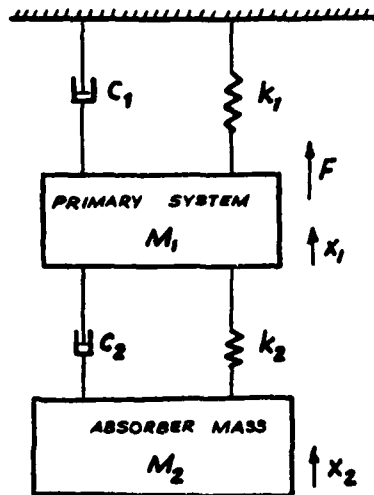 C₁ k₁
F
PRIMARY SYSTEM
M₁
x₁
C₂ k₂
ABSORBER MASS
M₂
x₂